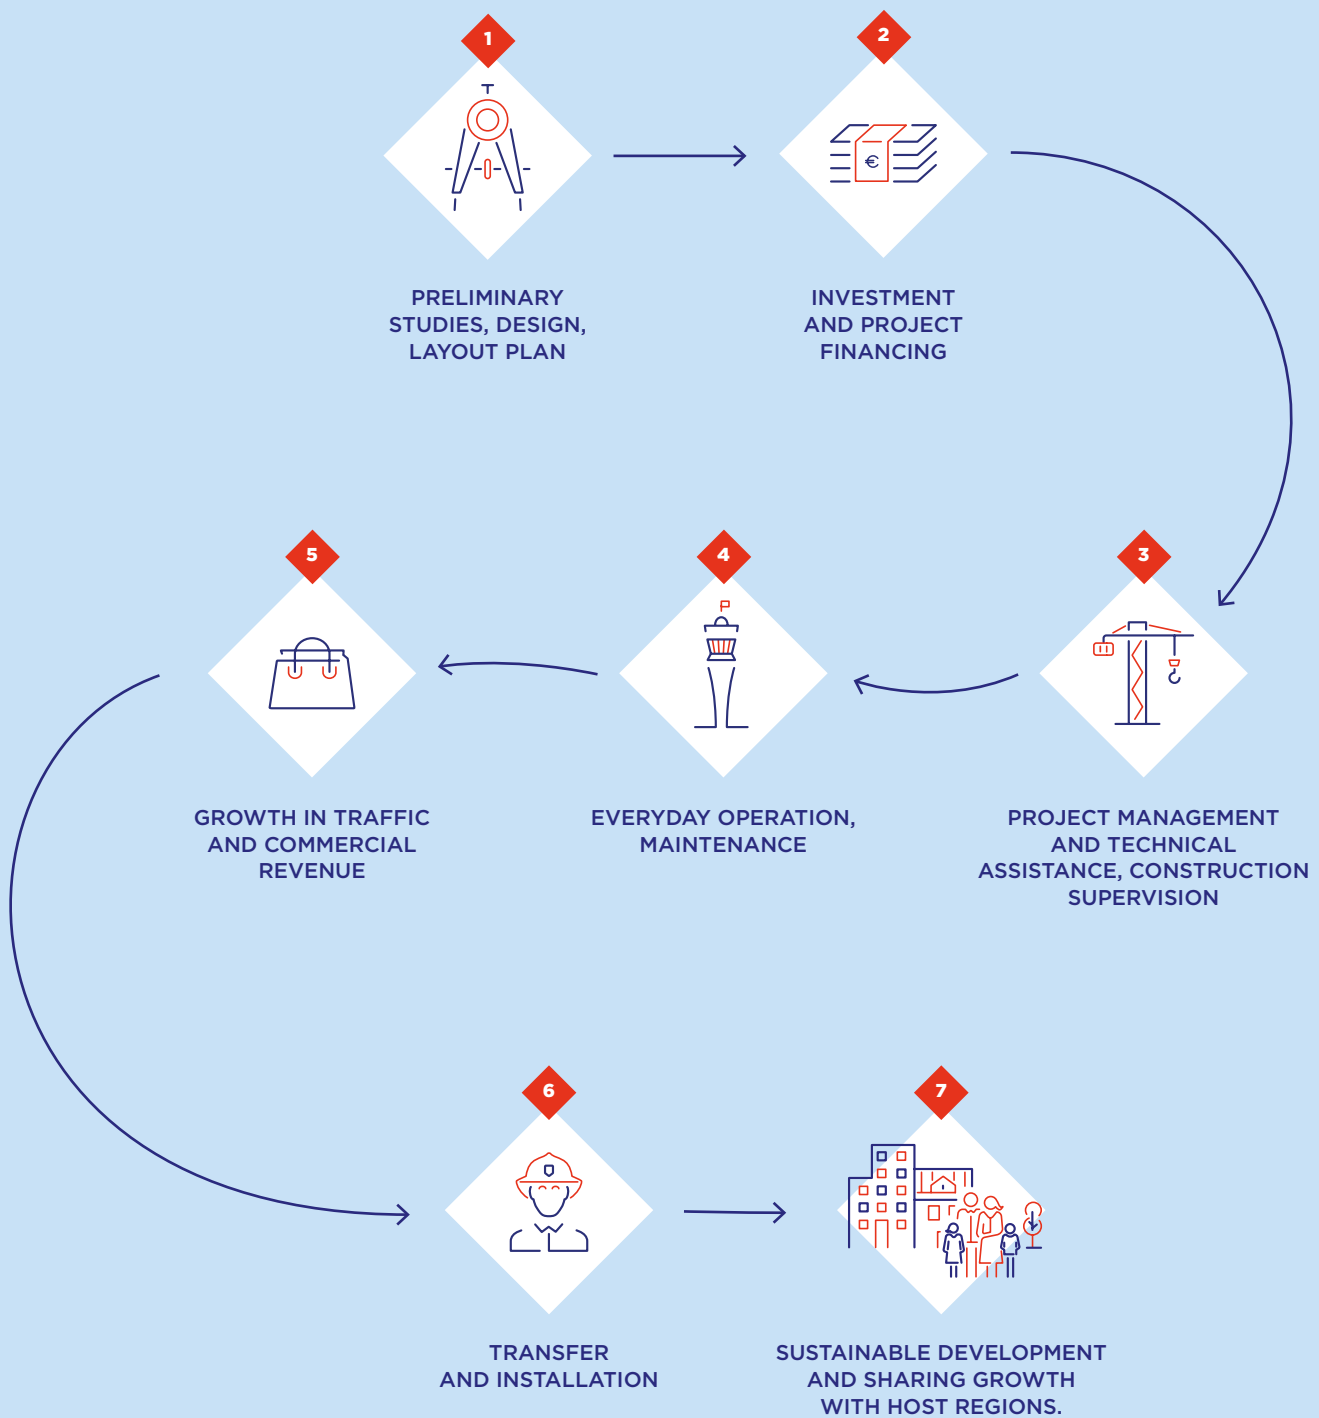 1
PRELIMINARY
STUDIES, DESIGN,
LAYOUT PLAN
2
€
INVESTMENT
AND PROJECT
FINANCING
3
PROJECT MANAGEMENT
AND TECHNICAL
ASSISTANCE, CONSTRUCTION
SUPERVISION
4
EVERYDAY OPERATION,
MAINTENANCE
5
GROWTH IN TRAFFIC
AND COMMERCIAL
REVENUE
6
TRANSFER
AND INSTALLATION
7
SUSTAINABLE DEVELOPMENT
AND SHARING GROWTH
WITH HOST REGIONS.